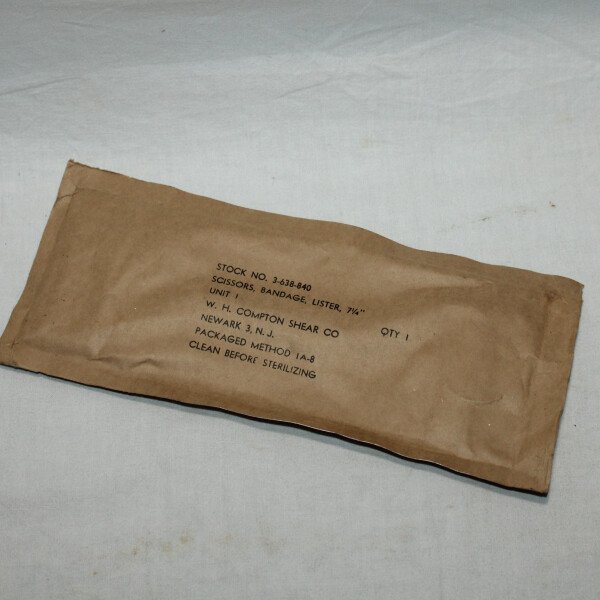 STOCK NO. 3-638-840
SCISSORS, BANDAGE, LISTER, 7¼"
UNIT 1 QTY 1
W. H. COMPTON SHEAR CO
NEWARK 3, N. J.
PACKAGED METHOD 1A-8
CLEAN BEFORE STERILIZING